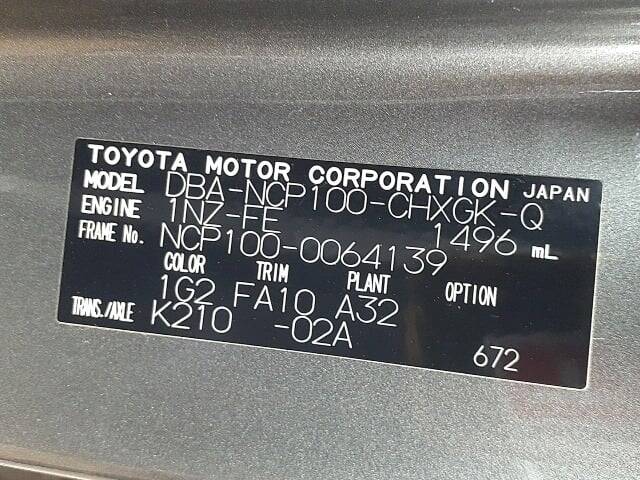 TOYOTA MOTOR CORPORATION JAPAN
MODEL DBA-NCP100-CHXGK-Q
ENGINE 1NZ-FE 1496 mL
FRAME No. NCP100-0064139
COLOR TRIM PLANT OPTION
1G2 FA10 A32
TRANS./AXLE K210 -02A
672